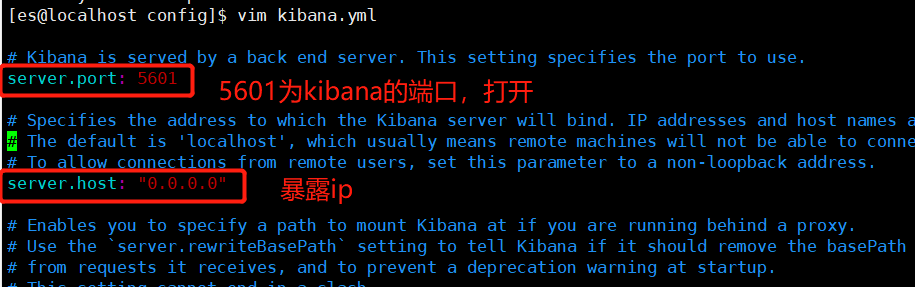 [es@localhost config]$ vim kibana.yml
# Kibana is served by a back end server. This setting specifies the port to use.
server.port: 5601
5601为kibana的端口，打开
# Specifies the address to which the Kibana server will bind. IP addresses and host names a
# The default is 'localhost', which usually means remote machines will not be able to conne
# To allow connections from remote users, set this parameter to a non-loopback address.
server.host: "0.0.0.0"
暴露ip
# Enables you to specify a path to mount Kibana at if you are running behind a proxy.
# Use the `server.rewriteBasePath` setting to tell Kibana if it should remove the basePath
# from requests it receives, and to prevent a deprecation warning at startup.
# This setting cannot end in a slash